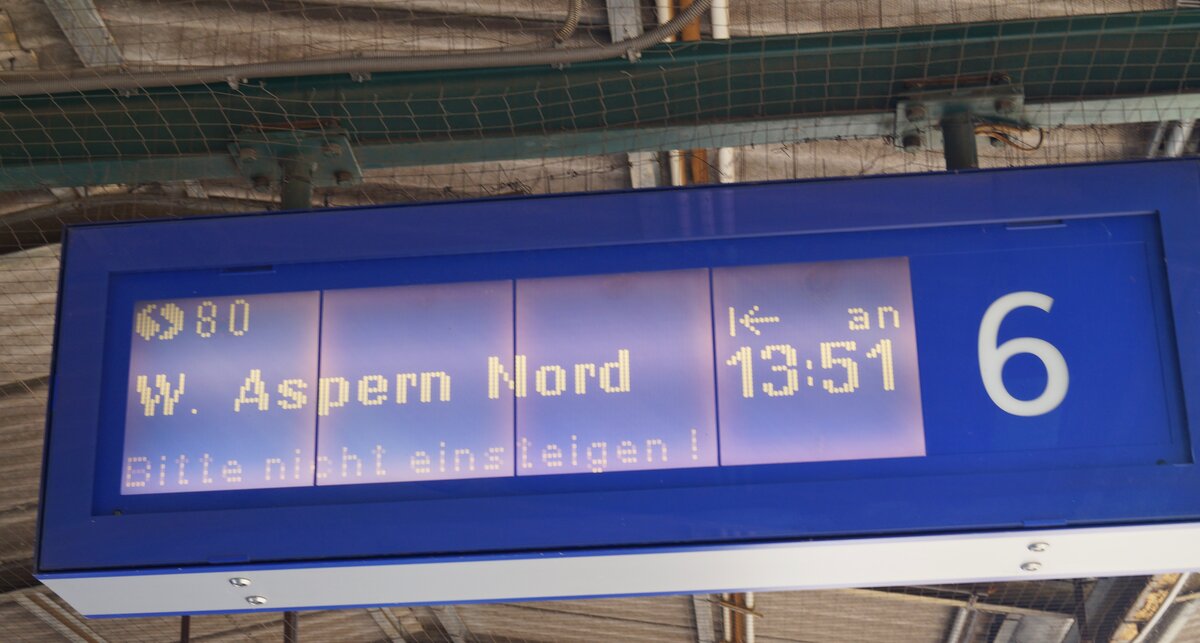 80
W. Aspern Nord
Bitte nicht einsteigen !
an
13:51
6